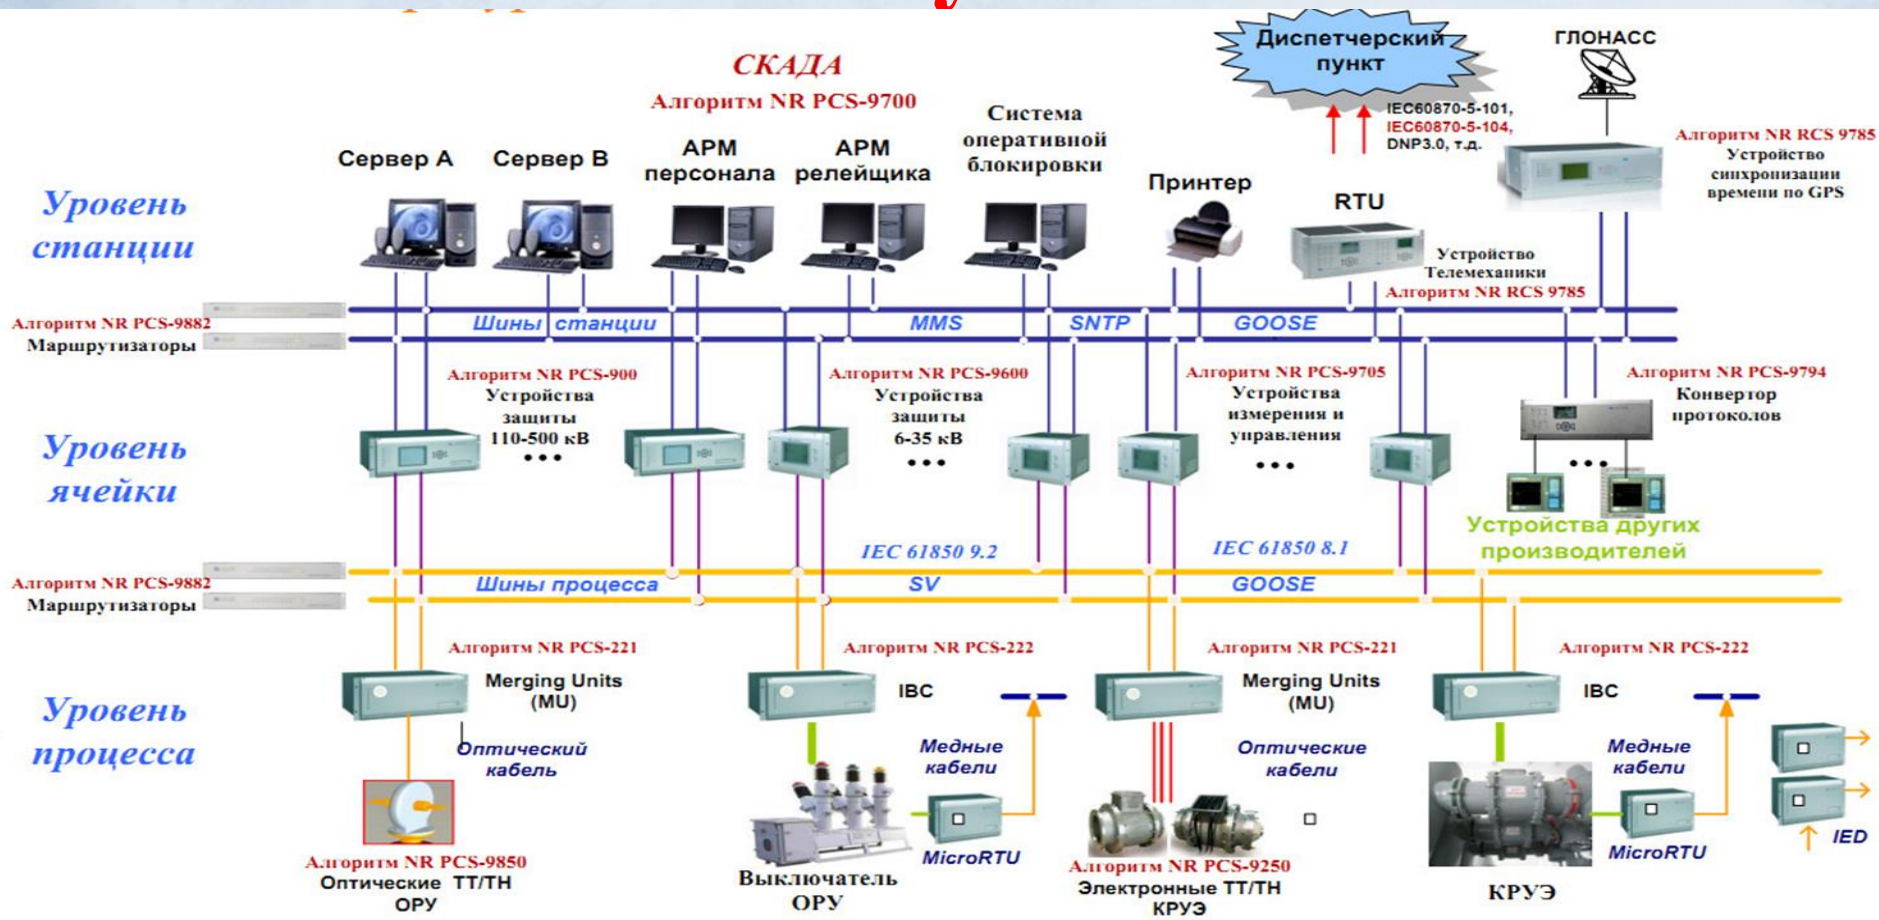 СКАДА
Алгоритм NR PCS-9700
Диспетчерский
пункт
ГЛОНАСС
IEC60870-5-101,
IEC60870-5-104,
DNP3.0, т.д.
Алгоритм NR RCS 9785
Устройство
синхронизации
времени по GPS
Сервер А
Сервер В
АРМ
персонала
АРМ
релейщика
Система
оперативной
блокировки
Принтер
RTU
Устройство
Телемеханики
Алгоритм NR RCS 9785
Уровень
станции
Алгоритм NR PCS-9882
Маршрутизаторы
Шины станции
MMS
SNTP
GOOSE
Алгоритм NR PCS-900
Устройства
защиты
110-500 кВ
Алгоритм NR PCS-9600
Устройства
защиты
6-35 кВ
Алгоритм NR PCS-9705
Устройства
измерения и
управления
Алгоритм NR PCS-9794
Конвертор
протоколов
Уровень
ячейки
Устройства других
производителей
IEC 61850 9.2
IEC 61850 8.1
Алгоритм NR PCS-9882
Маршрутизаторы
Шины процесса
SV
GOOSE
Алгоритм NR PCS-221
Merging Units
(MU)
Алгоритм NR PCS-222
IBC
Алгоритм NR PCS-221
Merging Units
(MU)
Алгоритм NR PCS-222
IBC
Уровень
процесса
Оптический
кабель
Медные
кабели
Оптические
кабели
Медные
кабели
MicroRTU
MicroRTU
IED
Алгоритм NR PCS-9850
Оптические ТТ/ТН
ОРУ
Выключатель
ОРУ
Алгоритм NR PCS-9250
Электронные ТТ/ТН
КРУЭ
КРУЭ